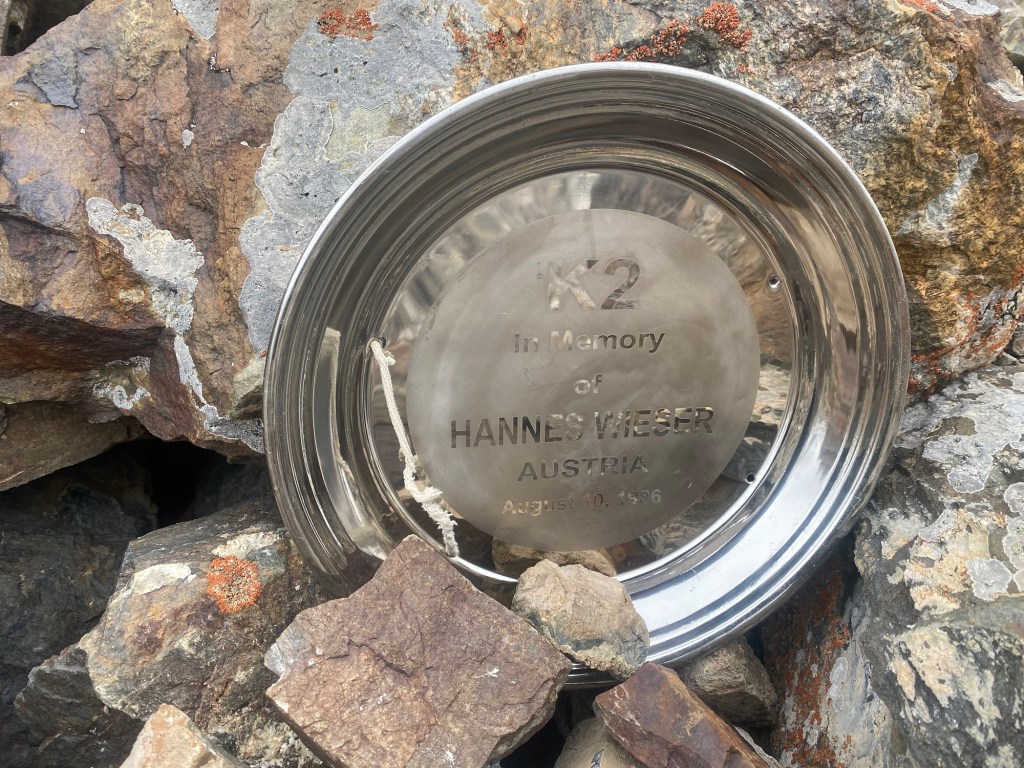 K2
In Memory
of
HANNES WIESER
AUSTRIA
August 10, 1986